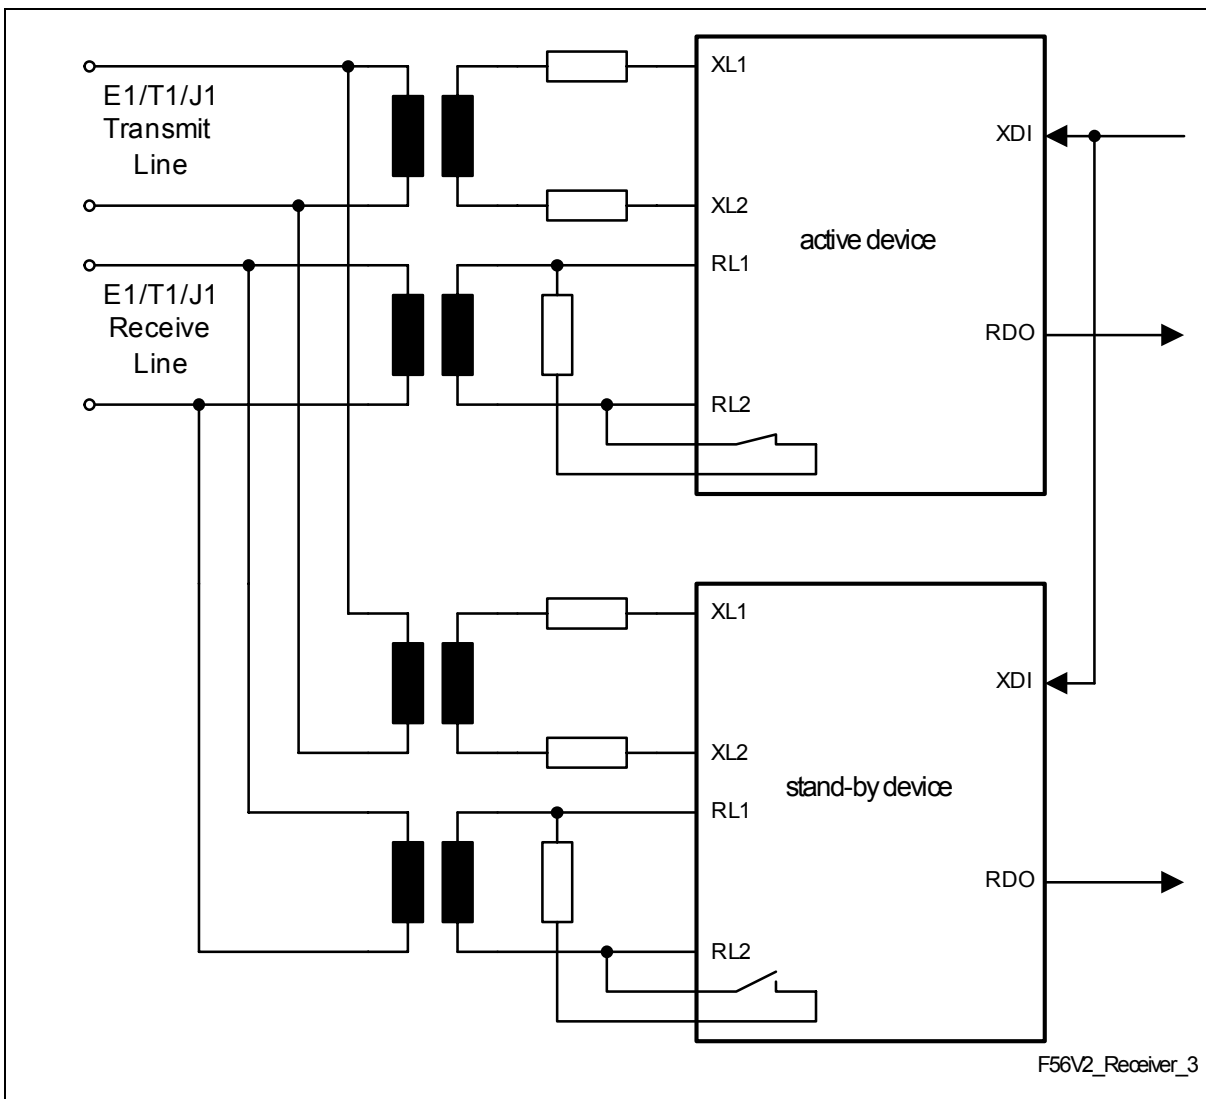 E1/T1/J1
Transmit
Line
E1/T1/J1
Receive
Line
XL1
XDI
XL2
active device
RL1
RDO
RL2
XL1
XDI
XL2
stand-by device
RL1
RDO
RL2
F56V2_Receiver_3